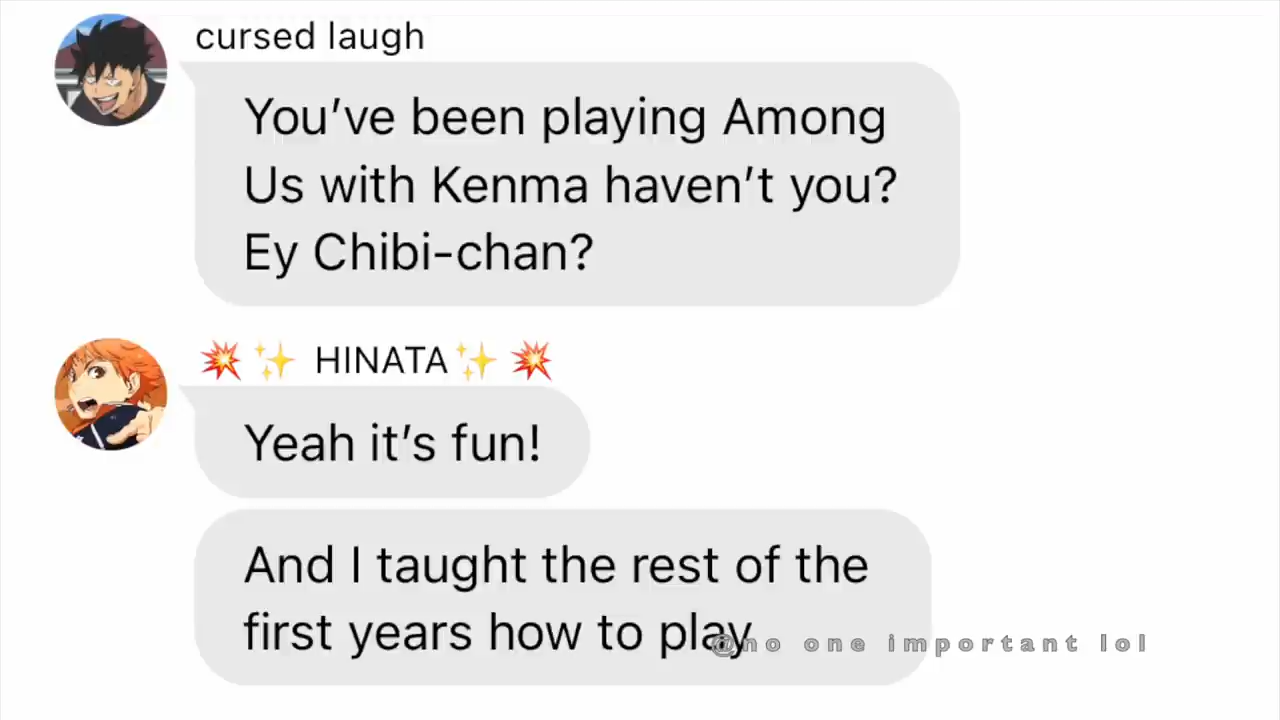 cursed laugh
You’ve been playing Among
Us with Kenma haven’t you?
Ey Chibi-chan?
💥✨ HINATA✨💥
Yeah it’s fun!
And I taught the rest of the
first years how to play
@no one important lol